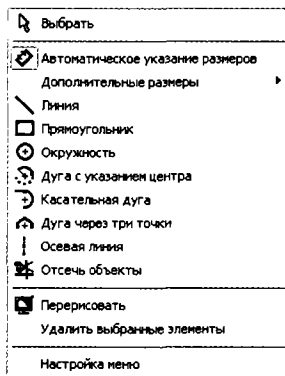 Выбрать
Автоматическое указание размеров
Дополнительные размеры
Линия
Прямоугольник
Окружность
Дуга с указанием центра
Касательная дуга
Дуга через три точки
Осевая линия
Отсечь объекты
Перерисовать
Удалить выбранные элементы
Настройка меню